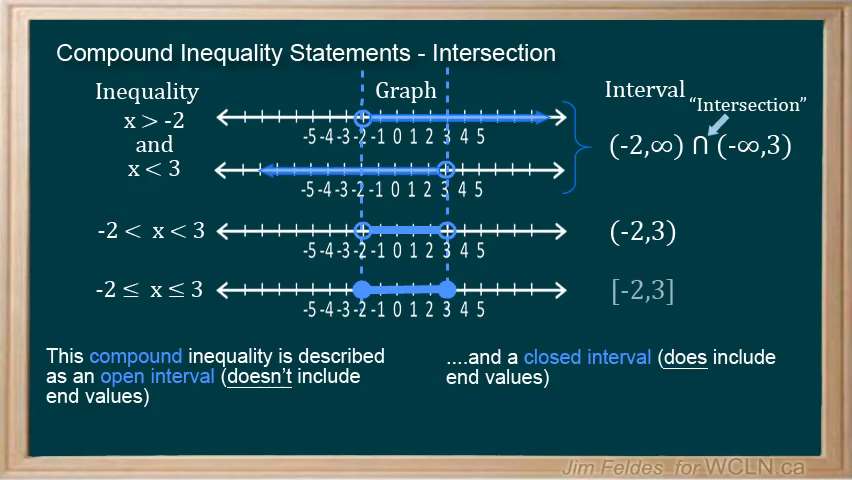 Compound Inequality Statements - Intersection
Inequality
Graph
Interval
"Intersection"
x > -2
and
x < 3
-5 -4 -3 -2 -1 0 1 2 3 4 5
(-2,∞) ∩ (-∞,3)
-5 -4 -3 -2 -1 0 1 2 3 4 5
-2 < x < 3
-5 -4 -3 -2 -1 0 1 2 3 4 5
(-2,3)
-2 ≤ x ≤ 3
-5 -4 -3 -2 -1 0 1 2 3 4 5
[-2,3]
This compound inequality is described
as an open interval (doesn't include
end values)
....and a closed interval (does include
end values)
Jim Feldes for WCLN.ca